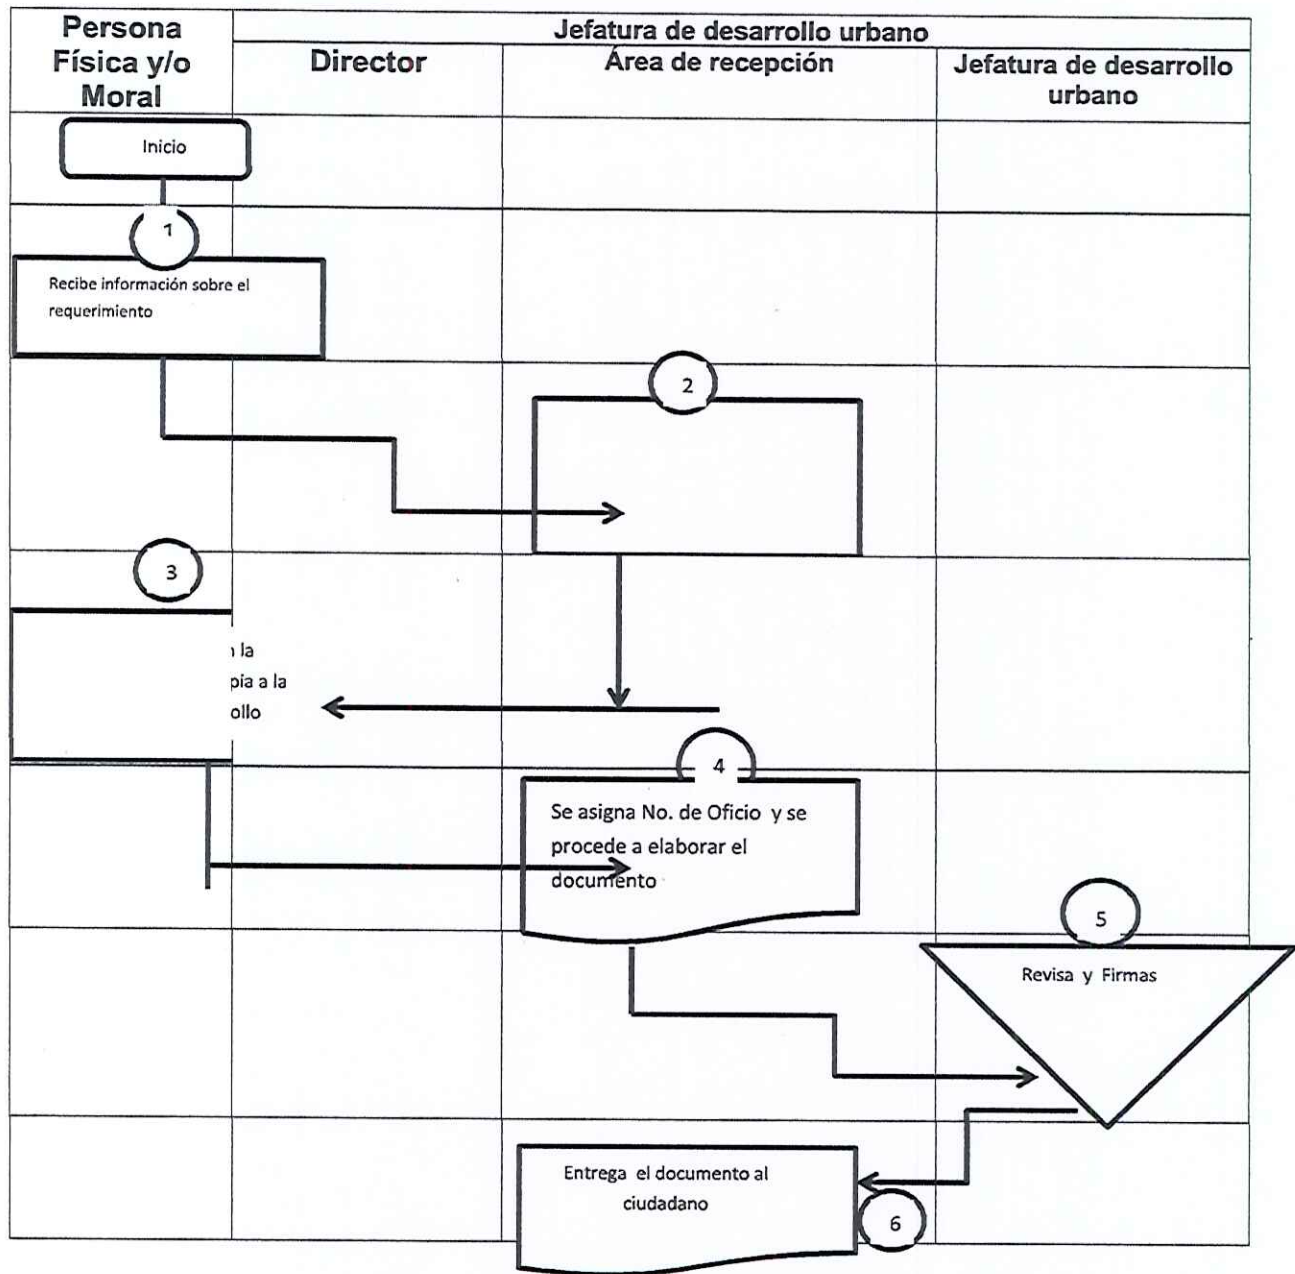 Persona
Física y/o
Moral
Jefatura de desarrollo urbano
Director
Área de recepción
Jefatura de desarrollo
urbano
Inicio
1
Recibe información sobre el
requerimiento
2
3
la
pia a la
ollo
4
Se asigna No. de Oficio y se
procede a elaborar el
documento
5
Revisa y Firmas
Entrega el documento al
ciudadano
6